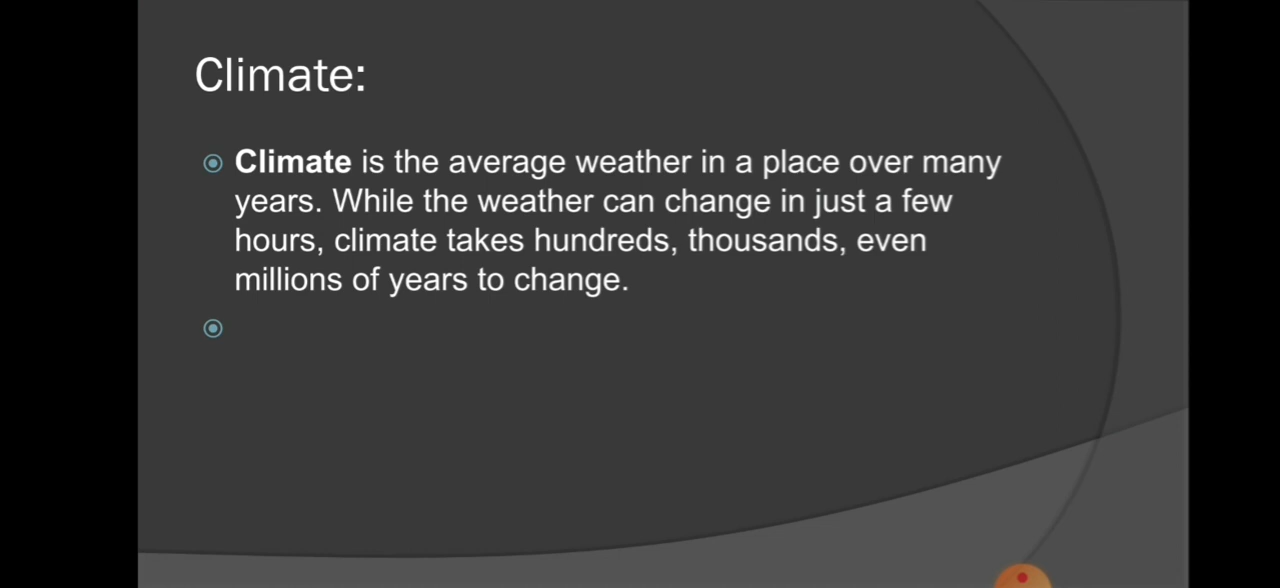 Climate:
Climate is the average weather in a place over many
years. While the weather can change in just a few
hours, climate takes hundreds, thousands, even
millions of years to change.